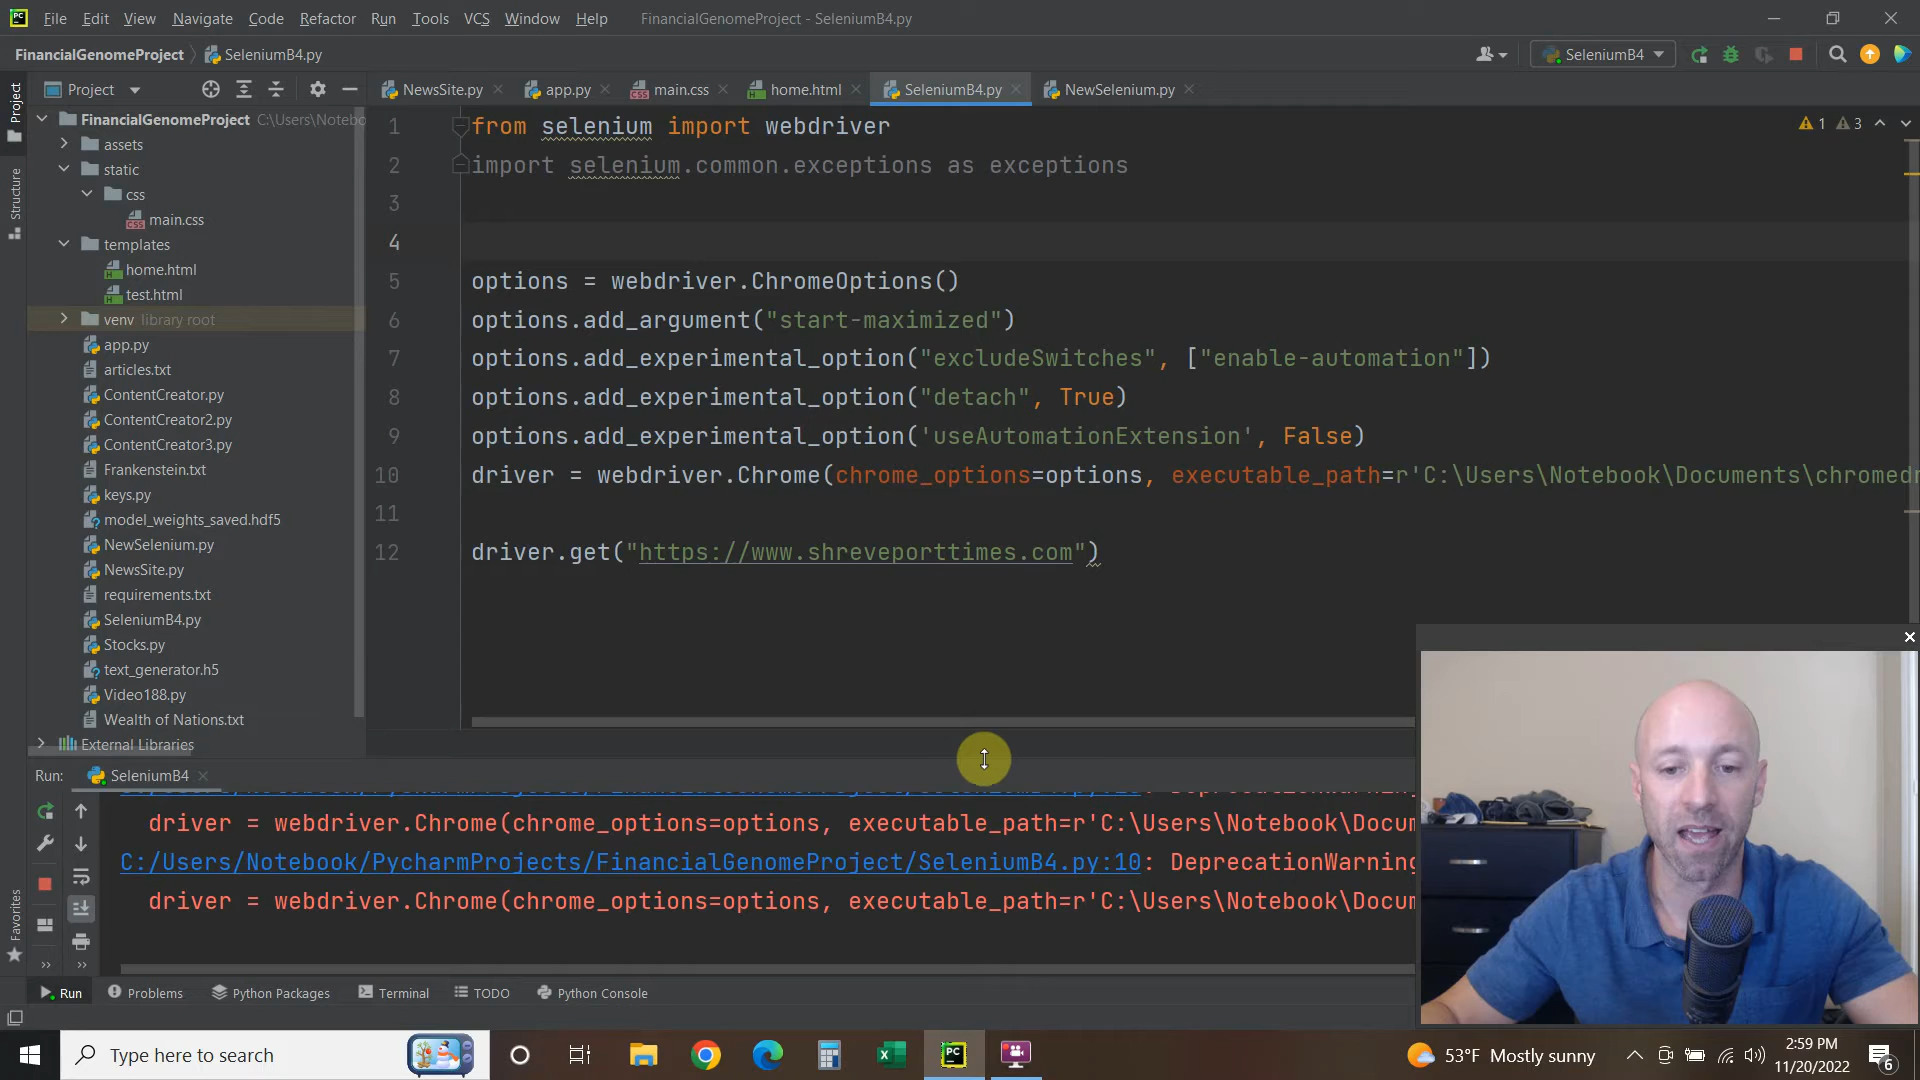 PC File Edit View Navigate Code Refactor Run Tools VCS Window Help FinancialGenomeProject - SeleniumB4.py
FinancialGenomeProject SeleniumB4.py SeleniumB4
Project NewsSite.py app.py main.css home.html SeleniumB4.py NewSelenium.py
Project
Structure
Favorites
FinancialGenomeProject C:\Users\Notebo
assets
static
css
main.css
templates
home.html
test.html
venv library root
app.py
articles.txt
ContentCreator.py
ContentCreator2.py
ContentCreator3.py
Frankenstein.txt
keys.py
model_weights_saved.hdf5
NewSelenium.py
NewsSite.py
requirements.txt
SeleniumB4.py
Stocks.py
text_generator.h5
Video188.py
Wealth of Nations.txt
External Libraries
1 from selenium import webdriver 1 3
2 import selenium.common.exceptions as exceptions
3
4
5 options = webdriver.ChromeOptions()
6 options.add_argument("start-maximized")
7 options.add_experimental_option("excludeSwitches", ["enable-automation"])
8 options.add_experimental_option("detach", True)
9 options.add_experimental_option('useAutomationExtension', False)
10 driver = webdriver.Chrome(chrome_options=options, executable_path=r'C:\Users\Notebook\Documents\chromedr
11
12 driver.get("https://www.shreveporttimes.com")
Run: SeleniumB4
driver = webdriver.Chrome(chrome_options=options, executable_path=r'C:\Users\Notebook\Docum
C:/Users/Notebook/PycharmProjects/FinancialGenomeProject/SeleniumB4.py:10: DeprecationWarning
driver = webdriver.Chrome(chrome_options=options, executable_path=r'C:\Users\Notebook\Docum
Run Problems Python Packages Terminal TODO Python Console
Type here to search PC 53°F Mostly sunny 2:59 PM
11/20/2022 6